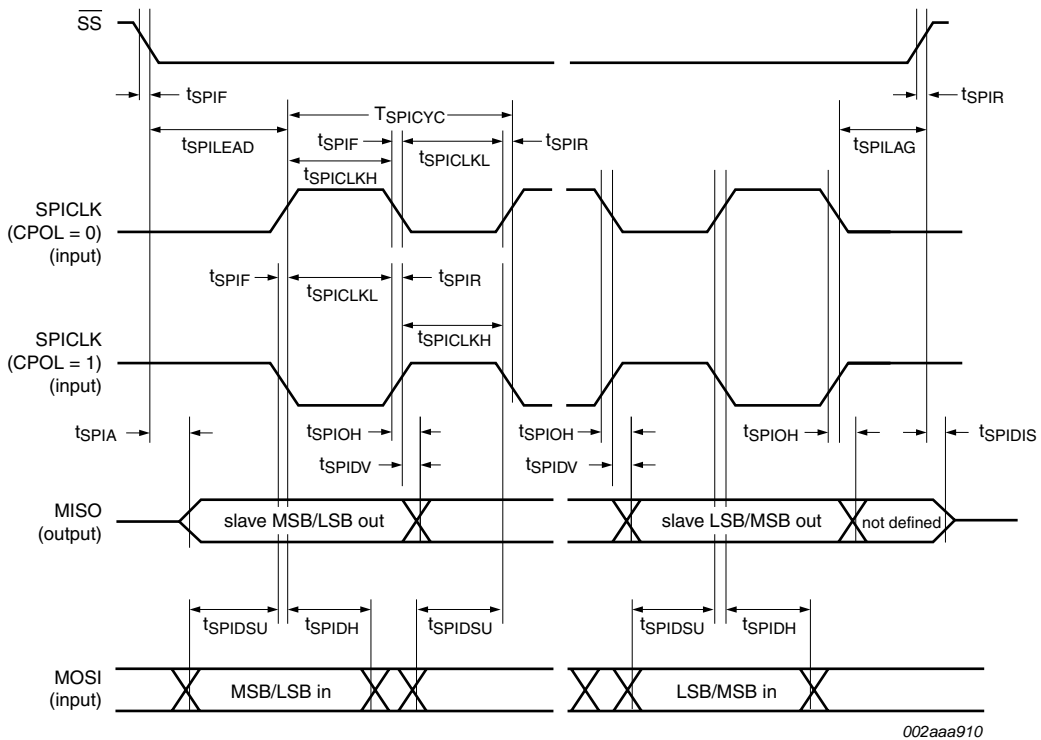 SS
tSPIF
tSPIR
TSPICYC
tSPILEAD
tSPIF
tSPICLKL
tSPIR
tSPILAG
tSPICLKH
SPICLK
(CPOL = 0)
(input)
tSPIF
tSPICLKL
tSPIR
tSPICLKH
SPICLK
(CPOL = 1)
(input)
tSPIA
tSPIOH
tSPIOH
tSPIOH
tSPIDIS
tSPIDV
tSPIDV
MISO
(output)
slave MSB/LSB out
slave LSB/MSB out
not defined
tSPIDSU
tSPIDH
tSPIDSU
tSPIDSU
tSPIDH
MOSI
(input)
MSB/LSB in
LSB/MSB in
002aaa910